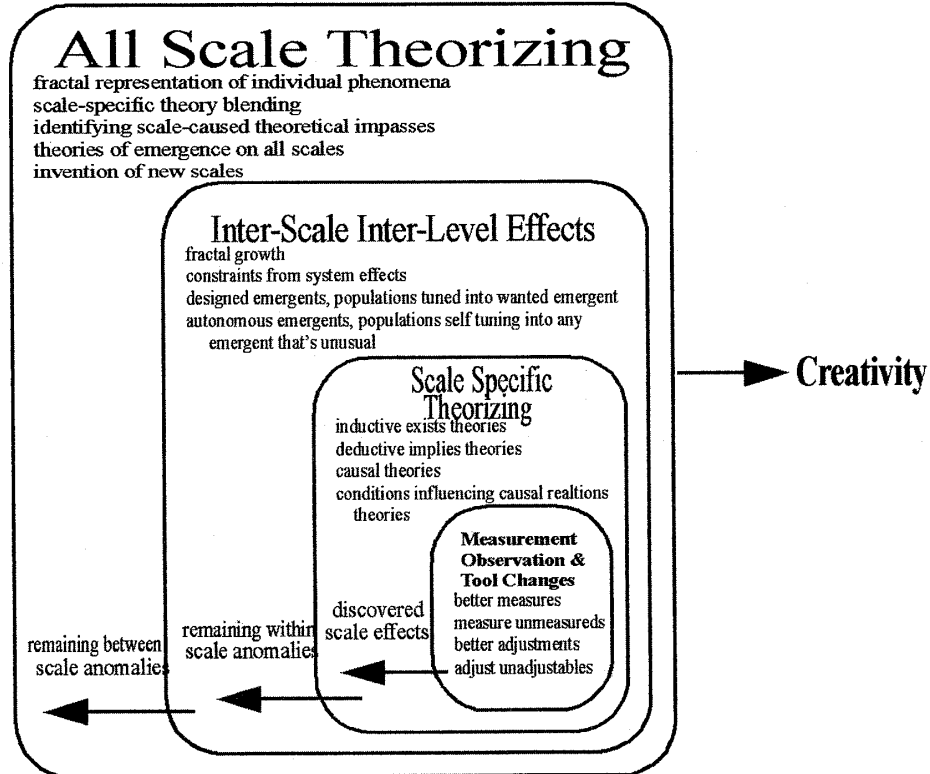 All Scale Theorizing
fractal representation of individual phenomena
scale-specific theory blending
identifying scale-caused theoretical impasses
theories of emergence on all scales
invention of new scales
Inter-Scale Inter-Level Effects
fractal growth
constraints from system effects
designed emergents, populations tuned into wanted emergent
autonomous emergents, populations self tuning into any
emergent that's unusual
Scale Specific
Theorizing
inductive exists theories
deductive implies theories
causal theories
conditions influencing causal realtions
theories
Measurement
Observation &
Tool Changes
better measures
measure unmeasureds
better adjustments
adjust unadjustables
discovered
scale effects
remaining within
scale anomalies
remaining between
scale anomalies
Creativity